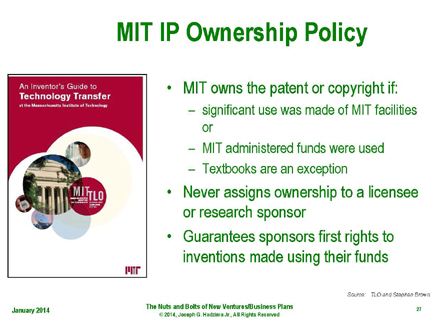 MIT IP Ownership Policy
An Inventor's Guide to
Technology Transfer
at the Massachusetts Institute of Technology
MIT
TLO
MIT
• MIT owns the patent or copyright if:
– significant use was made of MIT facilities
or
– MIT administered funds were used
– Textbooks are an exception
• Never assigns ownership to a licensee
or research sponsor
• Guarantees sponsors first rights to
inventions made using their funds
Source: TLO and Stephen Brown
January 2014
The Nuts and Bolts of New Ventures/Business Plans
© 2014, Joseph G. Hadzima Jr., All Rights Reserved